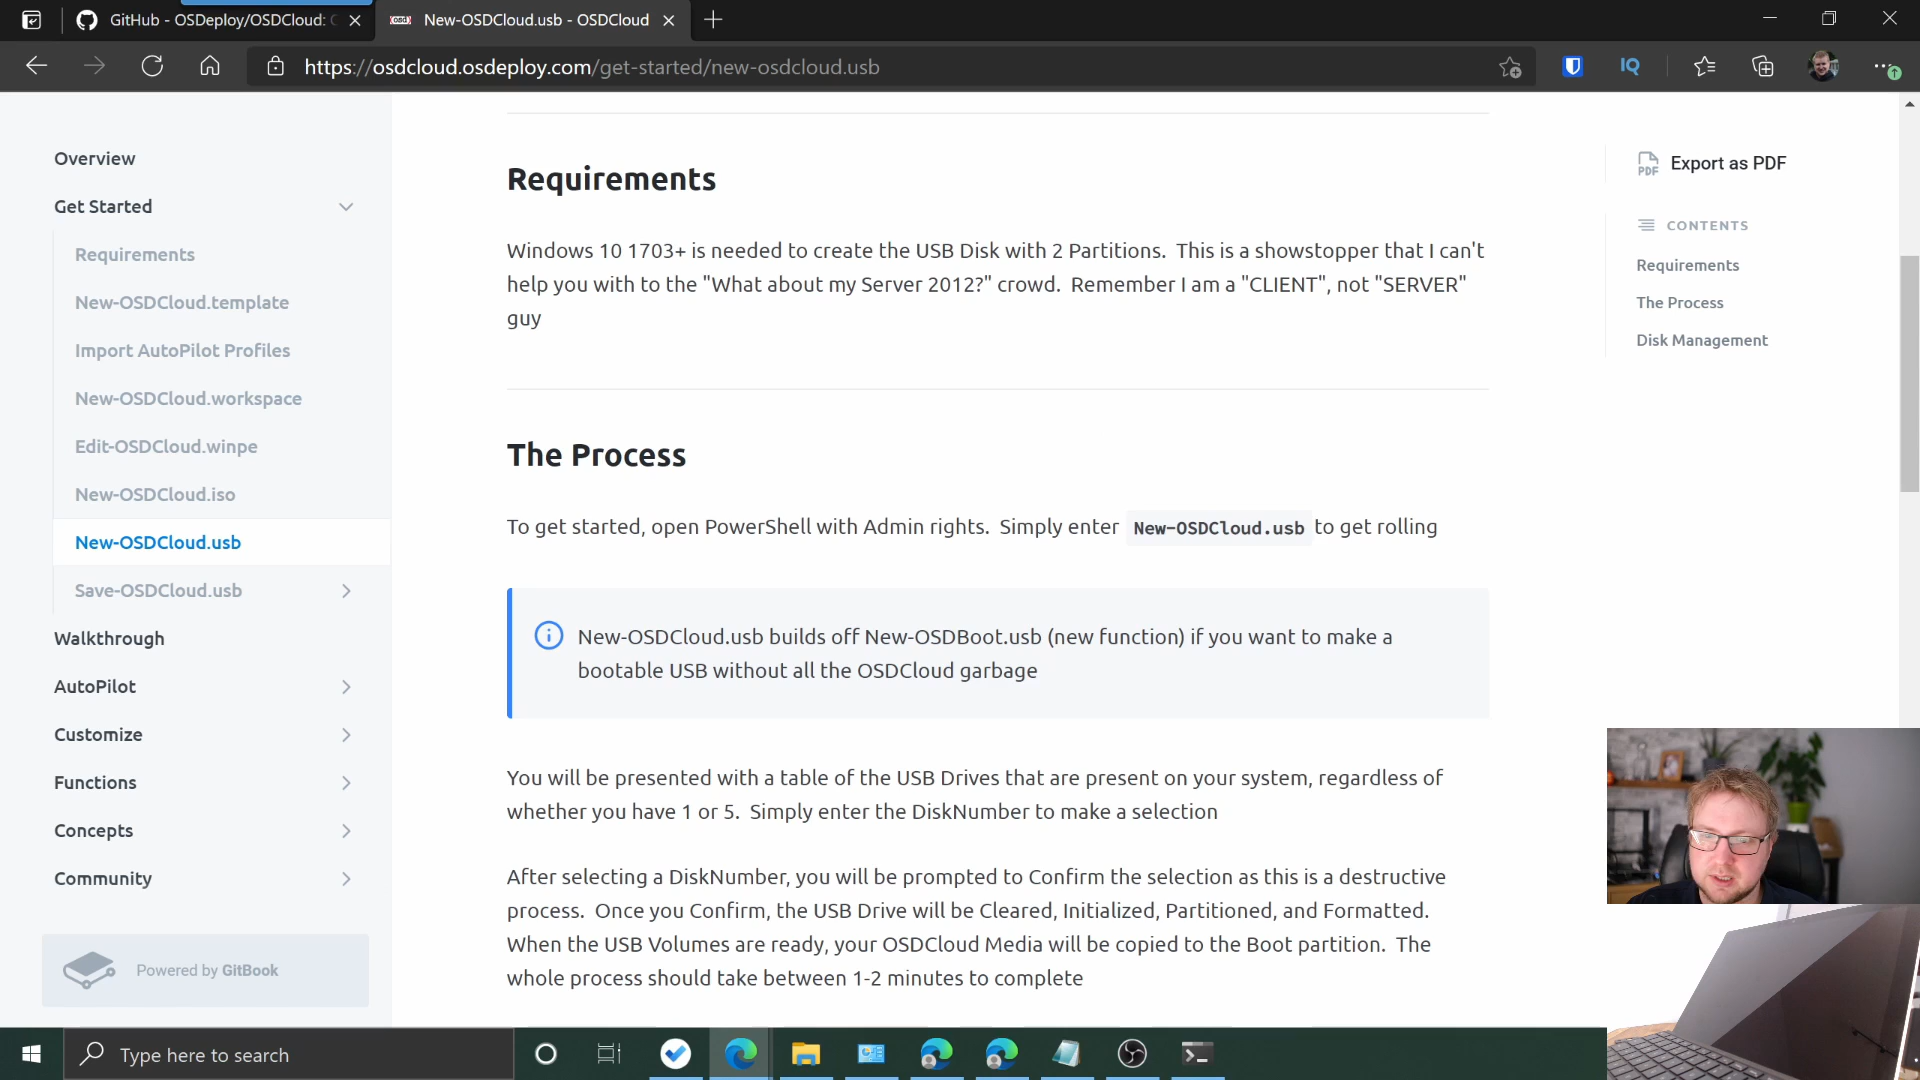 GitHub - OSDeploy/OSDCloud:
New-OSDCloud.usb - OSDCloud
https://osdcloud.osdeploy.com/get-started/new-osdcloud.usb
IQ
Overview
Get Started
Requirements
New-OSDCloud.template
Import AutoPilot Profiles
New-OSDCloud.workspace
Edit-OSDCloud.winpe
New-OSDCloud.iso
New-OSDCloud.usb
Save-OSDCloud.usb
Walkthrough
AutoPilot
Customize
Functions
Concepts
Community
Powered by GitBook
Requirements
Windows 10 1703+ is needed to create the USB Disk with 2 Partitions. This is a showstopper that I can't
help you with to the "What about my Server 2012?" crowd. Remember I am a "CLIENT", not "SERVER"
guy
The Process
To get started, open PowerShell with Admin rights. Simply enter New-OSDCloud.usb to get rolling
New-OSDCloud.usb builds off New-OSDBoot.usb (new function) if you want to make a
bootable USB without all the OSDCloud garbage
You will be presented with a table of the USB Drives that are present on your system, regardless of
whether you have 1 or 5. Simply enter the DiskNumber to make a selection
After selecting a DiskNumber, you will be prompted to Confirm the selection as this is a destructive
process. Once you Confirm, the USB Drive will be Cleared, Initialized, Partitioned, and Formatted.
When the USB Volumes are ready, your OSDCloud Media will be copied to the Boot partition. The
whole process should take between 1-2 minutes to complete
PDF
Export as PDF
CONTENTS
Requirements
The Process
Disk Management
Type here to search